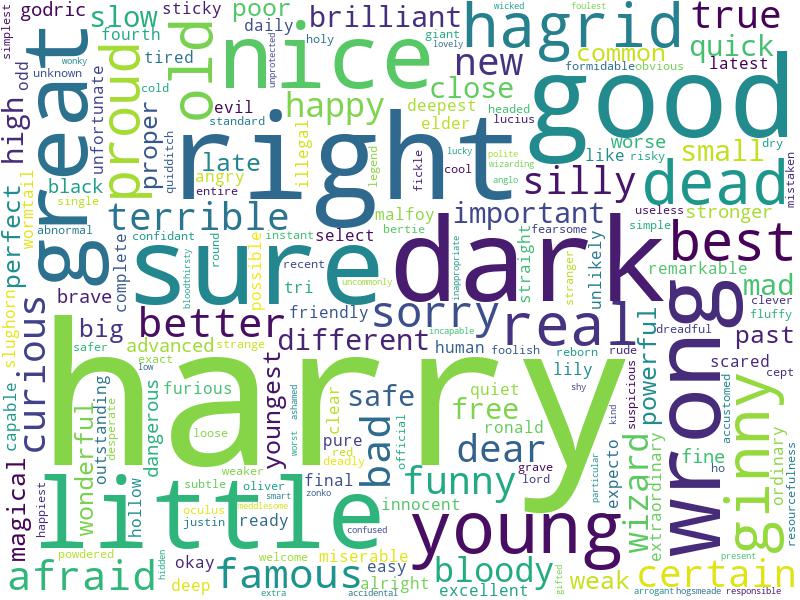 harry
good
dark
right
great
wrong
little
nice
sure
young
dead
real
hagrid
old
best
ginny
proud
funny
famous
afraid
certain
better
sorry
bad
true
terrible
curious
brilliant
new
silly
different
dear
free
safe
bloody
wizard
powerful
quick
small
common
slow
poor
high
happy
close
late
proper
perfect
important
big
mad
past
magical
wonderful
youngest
weak
godric
sticky
daily
fourth
tired
holy
unprotected
giant
lovely
wicked
foulest
formidable
obvious
latest
simplest
odd
unknown
wonky
cold
evil
standard
unfortunate
deepest
elder
headed
lucius
worse
like
risky
dry
mistaken
illegal
legend
fickle
cool
lucky
polite
wizarding
anglo
quidditch
angry
entire
black
single
abnormal
wormtail
confidant
instant
round
recent
select
malfoy
bertie
fearsome
inappropriate
straight
stranger
unlikely
useless
stronger
simple
remarkable
clever
fluffy
dreadful
scared
cept
complete
bloodthirsty
possible
tri
uncommonly
friendly
human
incapable
foolish
reborn
rude
suspicious
accustomed
brave
safer
advanced
strange
exact
low
slughorn
capable
outstanding
desperate
dangerous
furious
loose
worst
ashamed
clear
red
deadly
quiet
official
ronald
lily
shy
kind
particular
expecto
extraordinary
fine
ho
ordinary
resourcefulness
happiest
hollow
weaker
subtle
oliver
smart
zonko
meddlesome
oculus
justin
ready
pure
final
innocent
grave
lord
confused
powdered
hidden
okay
deep
welcome
extra
miserable
accidental
easy
alright
excellent
gifted
present
arrogant
hogsmeade
responsible